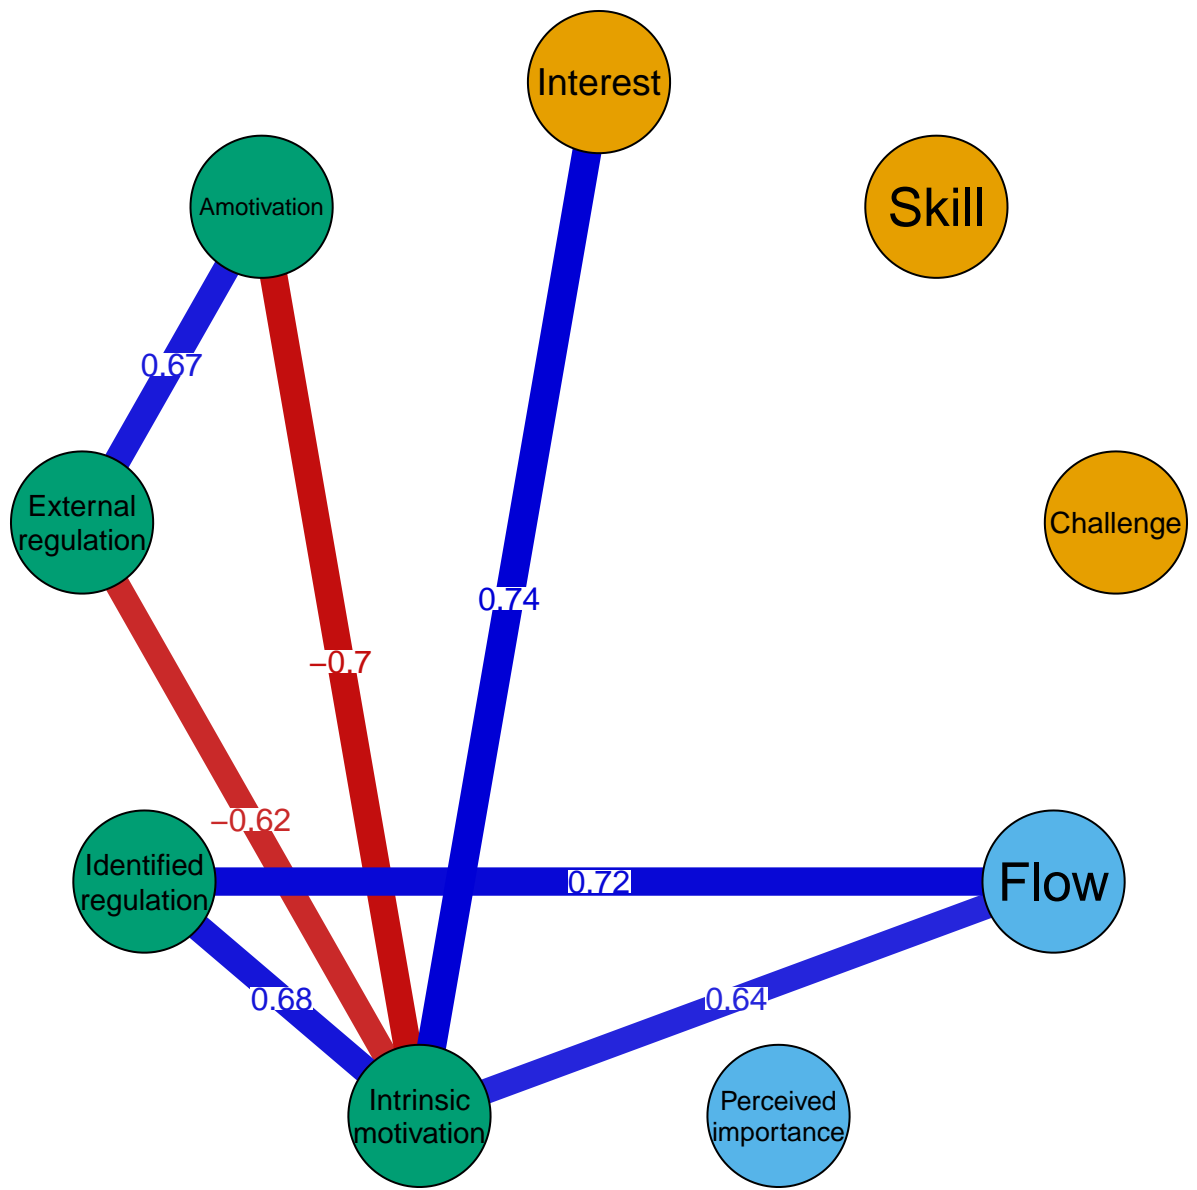 Interest
Skill
Amotivation
0.67
External
regulation
Challenge
0.74
−0.7
−0.62
Identified
regulation
0.72
Flow
0.68
0.64
Intrinsic
motivation
Perceived
importance